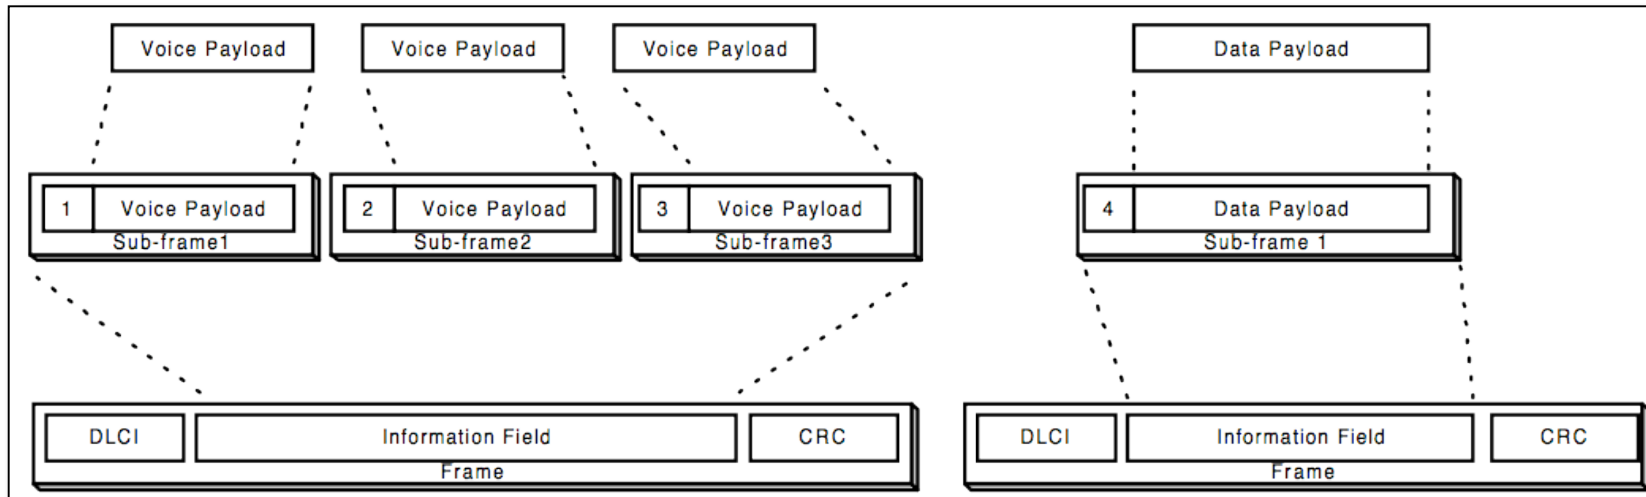 Voice Payload Voice Payload Voice Payload Data Payload
1 Voice Payload 2 Voice Payload 3 Voice Payload 4 Data Payload
Sub-frame1 Sub-frame2 Sub-frame3 Sub-frame 1
DLCI Information Field CRC DLCI Information Field CRC
Frame Frame